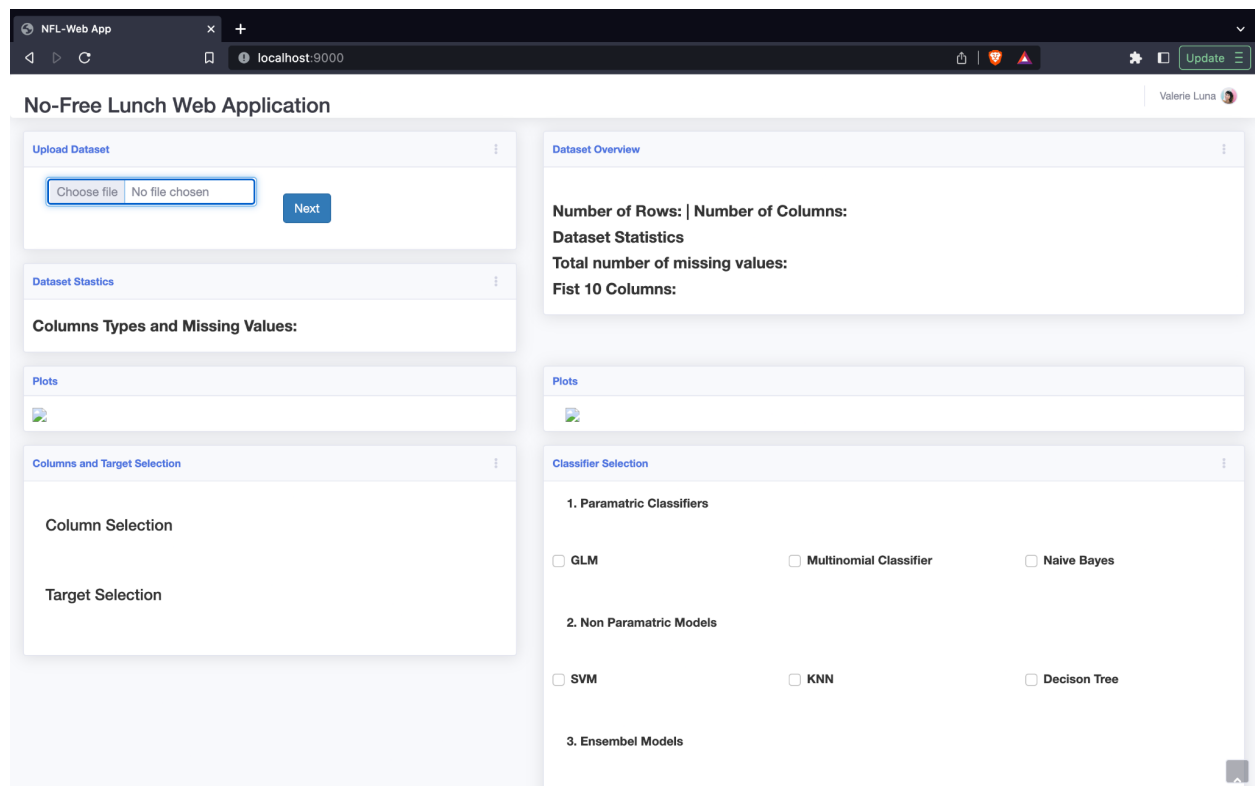 NFL-Web App
localhost:9000
Update
No-Free Lunch Web Application
Valerie Luna
Upload Dataset
Choose file No file chosen
Next
Dataset Overview
Number of Rows: | Number of Columns:
Dataset Statistics
Total number of missing values:
Fist 10 Columns:
Dataset Stastics
Columns Types and Missing Values:
Plots
Plots
Columns and Target Selection
Column Selection
Target Selection
Classifier Selection
1. Paramatric Classifiers
GLM Multinomial Classifier Naive Bayes
2. Non Paramatric Models
SVM KNN Decison Tree
3. Ensembel Models